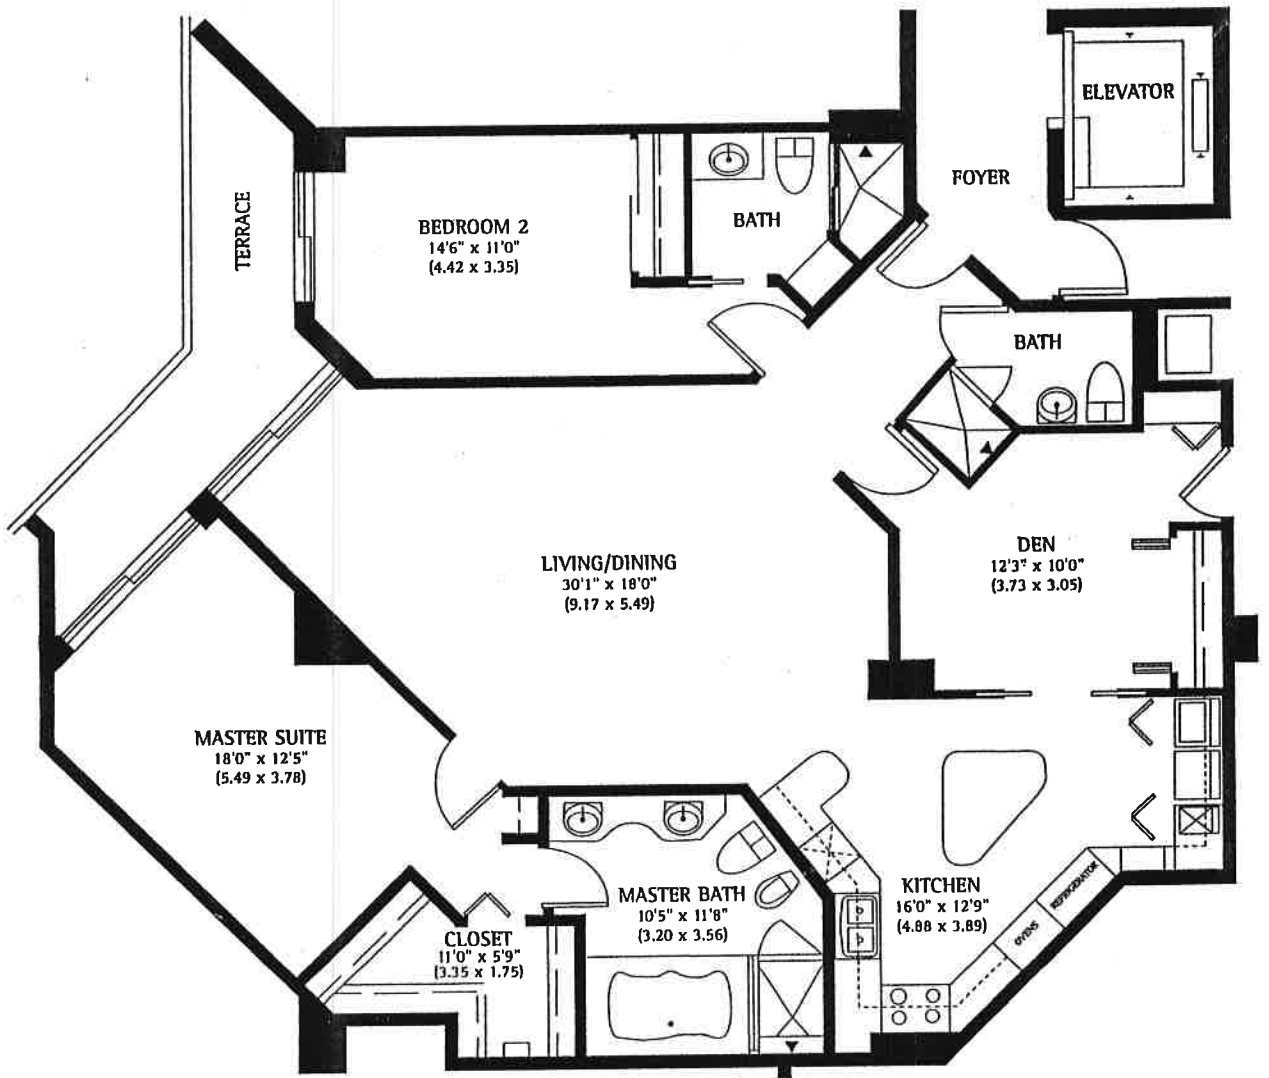 ELEVATOR
FOYER
TERRACE
BEDROOM 2
14'6" x 11'0"
(4.42 x 3.35)
BATH
BATH
LIVING/DINING
30'1" x 18'0"
(9.17 x 5.49)
DEN
12'3" x 10'0"
(3.73 x 3.05)
MASTER SUITE
18'0" x 12'5"
(5.49 x 3.78)
MASTER BATH
10'5" x 11'8"
(3.20 x 3.56)
KITCHEN
16'0" x 12'9"
(4.88 x 3.89)
REFRIGERATOR
OVENS
CLOSET
11'0" x 5'9"
(3.35 x 1.75)